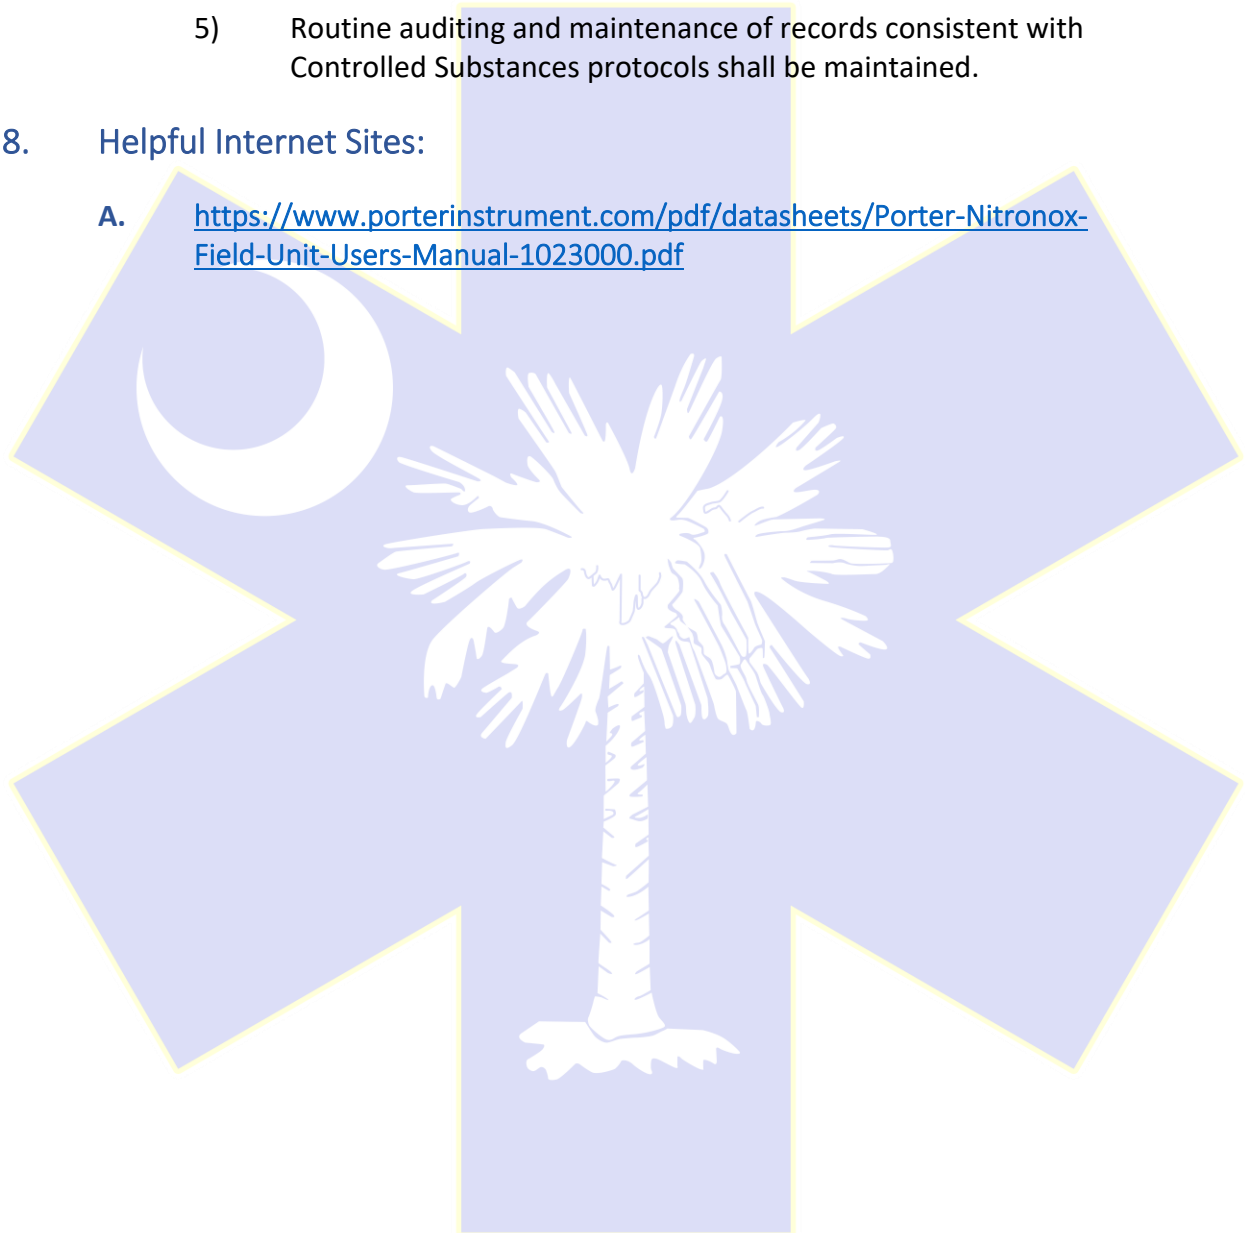 5) Routine auditing and maintenance of records consistent with
Controlled Substances protocols shall be maintained.
8. Helpful Internet Sites:
A. https://www.porterinstrument.com/pdf/datasheets/Porter-Nitronox-
Field-Unit-Users-Manual-1023000.pdf